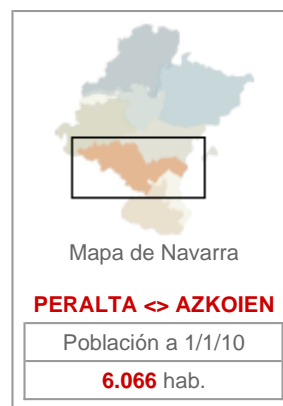 Mapa de Navarra
PERALTA <> AZKOIEN
Población a 1/1/10
6.066 hab.